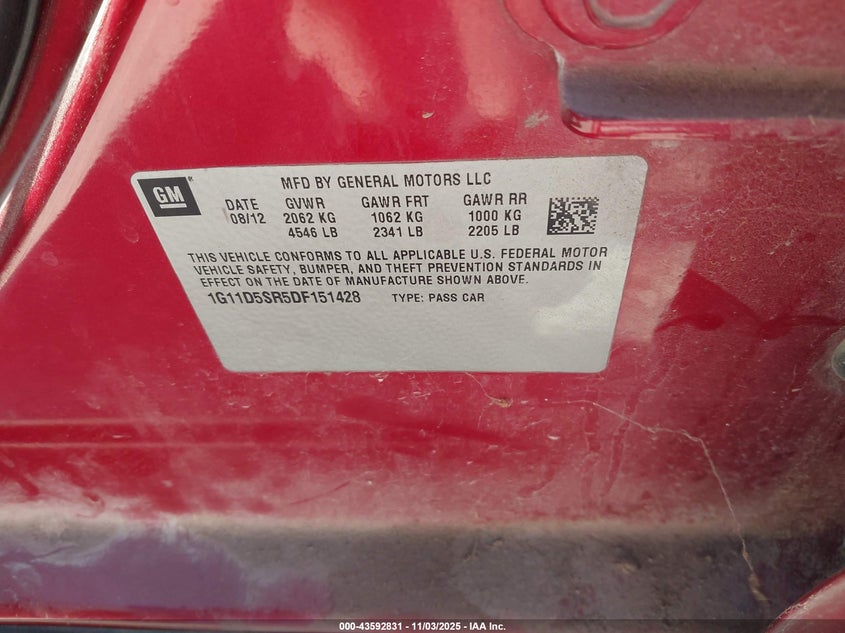 GM
MFD BY GENERAL MOTORS LLC
DATE GVWR GAWR FRT GAWR RR
08/12 2062 KG 1062 KG 1000 KG
4546 LB 2341 LB 2205 LB
THIS VEHICLE CONFORMS TO ALL APPLICABLE U.S. FEDERAL MOTOR
VEHICLE SAFETY, BUMPER, AND THEFT PREVENTION STANDARDS IN
EFFECT ON THE DATE OF MANUFACTURE SHOWN ABOVE.
1G11D5SR5DF151428 TYPE: PASS CAR
000-43592831 - 11/03/2025 - IAA Inc.